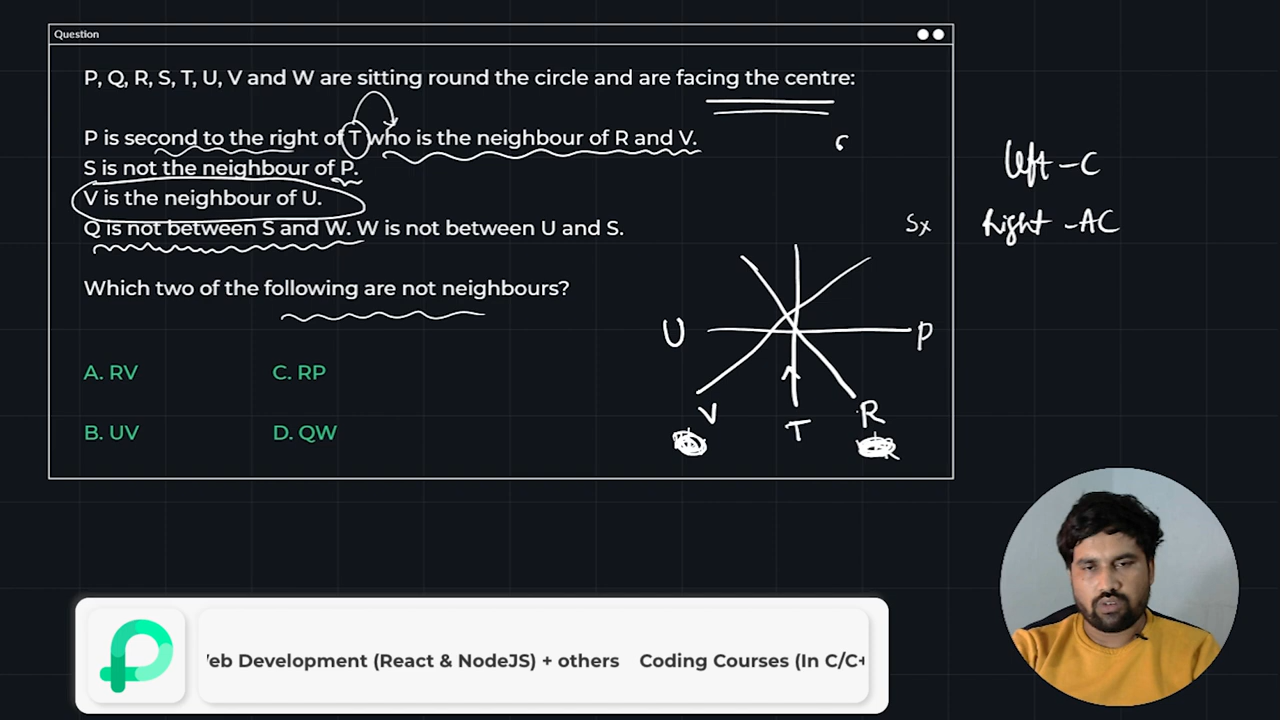 Question
P, Q, R, S, T, U, V and W are sitting round the circle and are facing the centre:
P is second to the right of T who is the neighbour of R and V.
S is not the neighbour of P.
V is the neighbour of U.
Q is not between S and W. W is not between U and S.
Which two of the following are not neighbours?
A. RV
C. RP
B. UV
D. QW
left - C
Right - AC
Sx
U
P
V
T
R
Web Development (React & NodeJS) + others Coding Courses (In C/C+